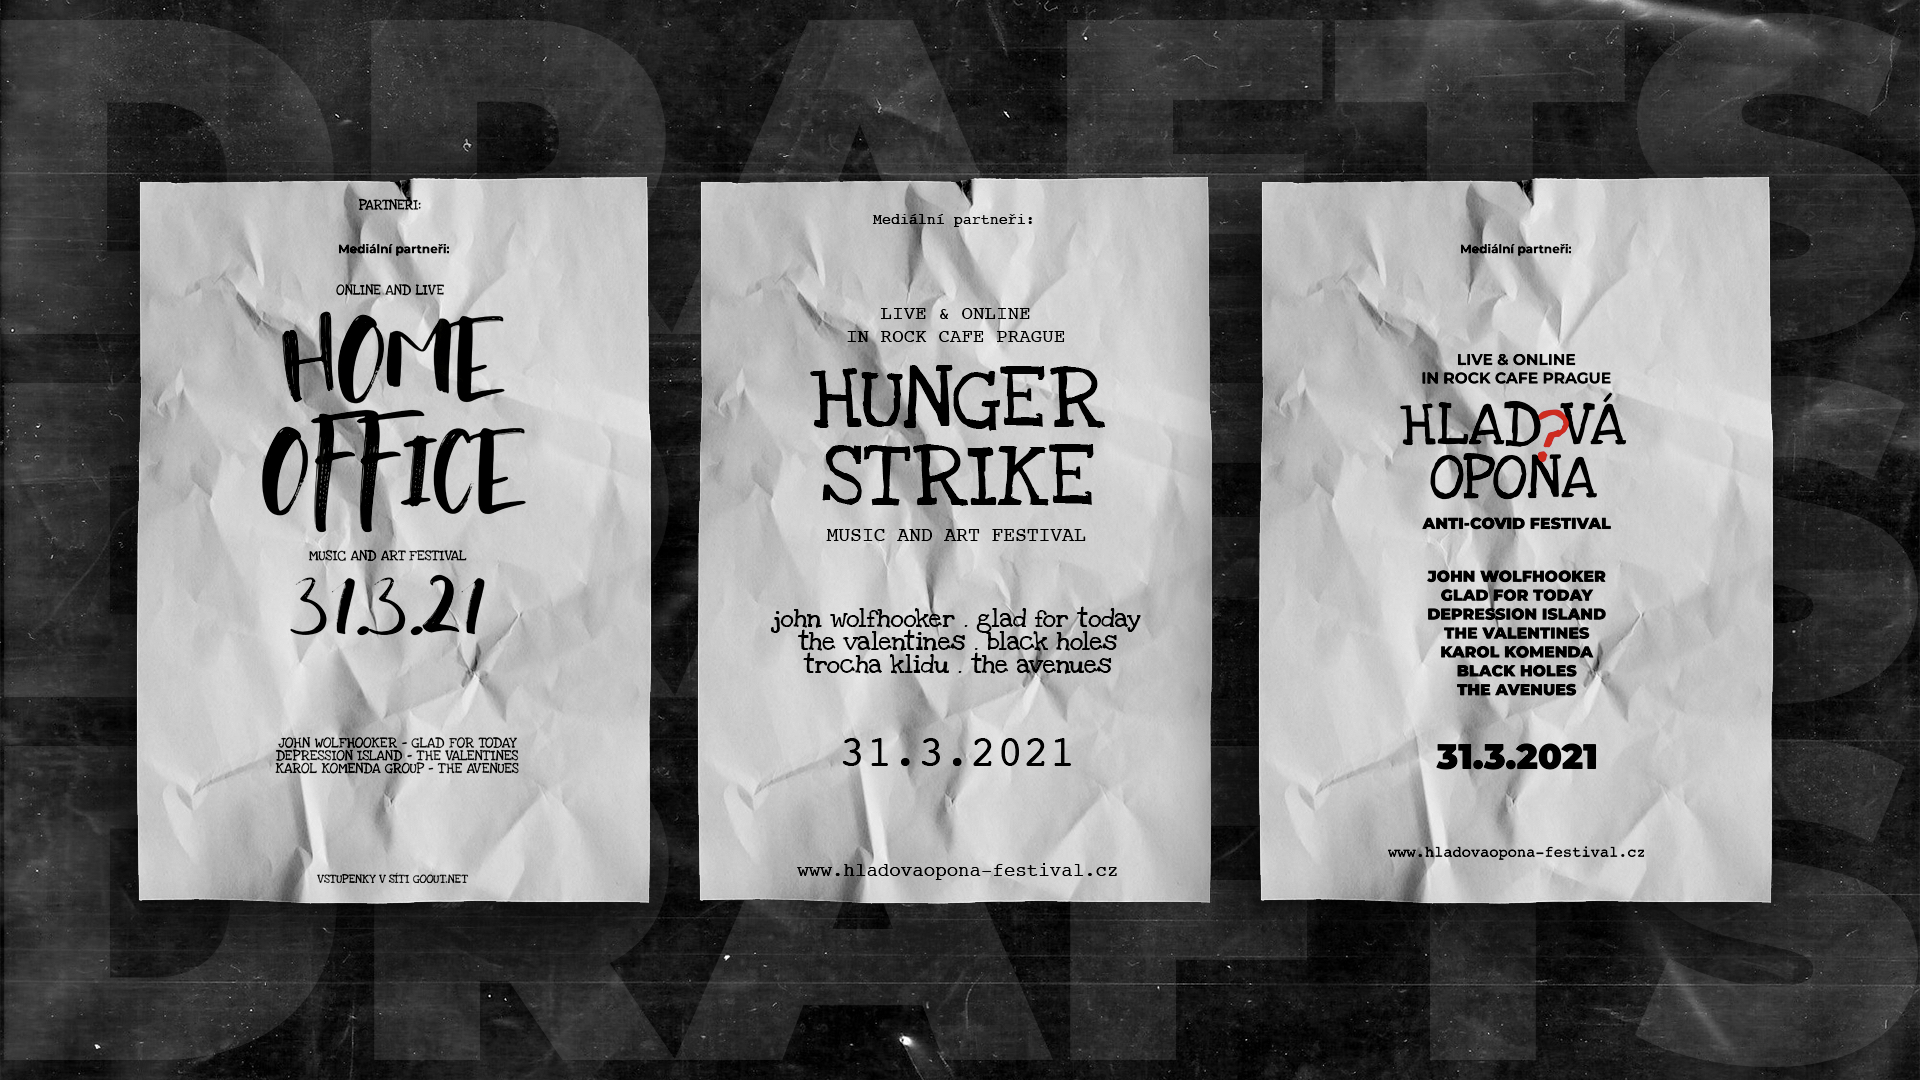 DRAFTS
PARTNEŘI:
Mediální partneři:
ONLINE AND LIVE
HOME
OFFICE
MUSIC AND ART FESTIVAL
31.3.21
JOHN WOLFHOOKER - GLAD FOR TODAY
DEPRESSION ISLAND - THE VALENTINES
KAROL KOMENDA GROUP - THE AVENUES
VSTUPENKY V SÍTI GOOUT.NET
Mediální partneři:
LIVE & ONLINE
IN ROCK CAFE PRAGUE
HUNGER
STRIKE
MUSIC AND ART FESTIVAL
john wolfhooker . glad for today
the valentines . black holes
trocha klidu . the avenues
31.3.2021
www.hladovaopona-festival.cz
Mediální partneři:
LIVE & ONLINE
IN ROCK CAFE PRAGUE
HLAD?VÁ
OPONA
ANTI-COVID FESTIVAL
JOHN WOLFHOOKER
GLAD FOR TODAY
DEPRESSION ISLAND
THE VALENTINES
KAROL KOMENDA
BLACK HOLES
THE AVENUES
31.3.2021
www.hladovaopona-festival.cz
DRAFTS